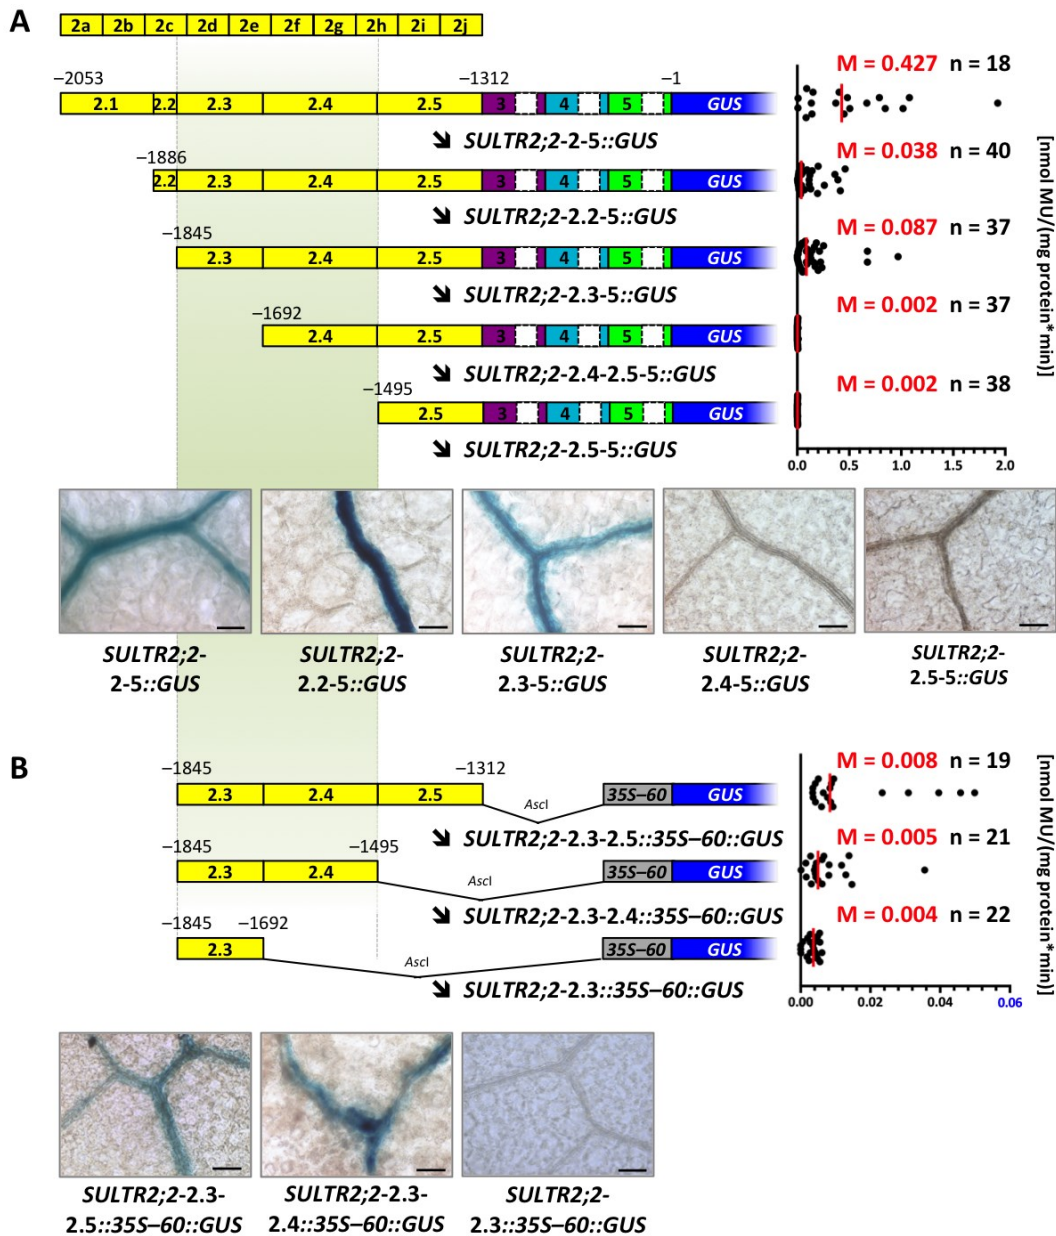 A
2a 2b 2c 2d 2e 2f 2g 2h 2i 2j
–2053 –1312 –1
2.1 2.2 2.3 2.4 2.5 3 4 5 GUS
SULTR2;2-2-5::GUS
M = 0.427 n = 18
–1886
2.2 2.3 2.4 2.5 3 4 5 GUS
SULTR2;2-2.2-5::GUS
M = 0.038 n = 40
–1845
2.3 2.4 2.5 3 4 5 GUS
SULTR2;2-2.3-5::GUS
M = 0.087 n = 37
–1692
2.4 2.5 3 4 5 GUS
SULTR2;2-2.4-2.5-5::GUS
M = 0.002 n = 37
–1495
2.5 3 4 5 GUS
SULTR2;2-2.5-5::GUS
M = 0.002 n = 38
0.0 0.5 1.0 1.5 2.0
[nmol MU/(mg protein*min)]
SULTR2;2-
2-5::GUS
SULTR2;2-
2.2-5::GUS
SULTR2;2-
2.3-5::GUS
SULTR2;2-
2.4-5::GUS
SULTR2;2-
2.5-5::GUS
B
–1845 –1312
2.3 2.4 2.5 AscI 35S–60 GUS
SULTR2;2-2.3-2.5::35S–60::GUS
M = 0.008 n = 19
–1845 –1495
2.3 2.4 AscI 35S–60 GUS
SULTR2;2-2.3-2.4::35S–60::GUS
M = 0.005 n = 21
–1845 –1692
2.3 AscI 35S–60 GUS
SULTR2;2-2.3::35S–60::GUS
M = 0.004 n = 22
0.00 0.02 0.04 0.06
[nmol MU/(mg protein*min)]
SULTR2;2-2.3-
2.5::35S–60::GUS
SULTR2;2-2.3-
2.4::35S–60::GUS
SULTR2;2-
2.3::35S–60::GUS